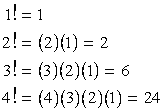 1! = 1
2! = (2)(1) = 2
3! = (3)(2)(1) = 6
4! = (4)(3)(2)(1) = 24